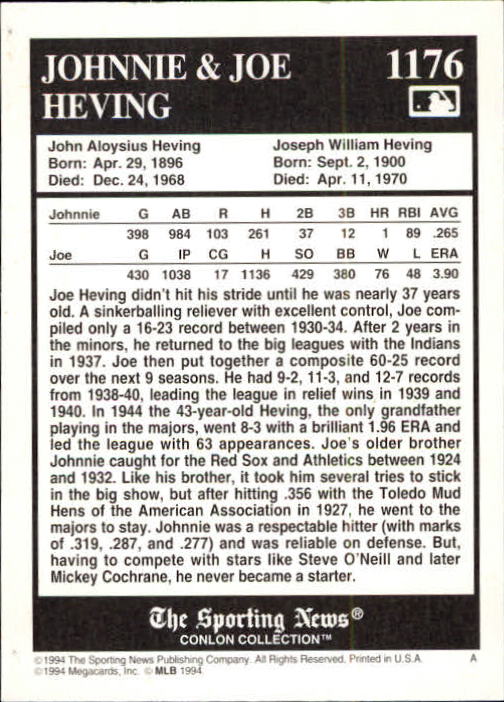 JOHNNIE & JOE 1176
HEVING
John Aloysius Heving Joseph William Heving
Born: Apr. 29, 1896 Born: Sept. 2, 1900
Died: Dec. 24, 1968 Died: Apr. 11, 1970
Johnnie G AB R H 2B 3B HR RBI AVG
398 984 103 261 37 12 1 89 .265
Joe G IP CG H SO BB W L ERA
430 1038 17 1136 429 380 76 48 3.90
Joe Heving didn't hit his stride until he was nearly 37 years
old. A sinkerballing reliever with excellent control, Joe com-
piled only a 16-23 record between 1930-34. After 2 years in
the minors, he returned to the big leagues with the Indians
in 1937. Joe then put together a composite 60-25 record
over the next 9 seasons. He had 9-2, 11-3, and 12-7 records
from 1938-40, leading the league in relief wins in 1939 and
1940. In 1944 the 43-year-old Heving, the only grandfather
playing in the majors, went 8-3 with a brilliant 1.96 ERA and
led the league with 63 appearances. Joe's older brother
Johnnie caught for the Red Sox and Athletics between 1924
and 1932. Like his brother, it took him several tries to stick
in the big show, but after hitting .356 with the Toledo Mud
Hens of the American Association in 1927, he went to the
majors to stay. Johnnie was a respectable hitter (with marks
of .319, .287, and .277) and was reliable on defense. But,
having to compete with stars like Steve O'Neill and later
Mickey Cochrane, he never became a starter.
The Sporting News®
CONLON COLLECTION™
©1994 The Sporting News Publishing Company. All Rights Reserved. Printed in U.S.A. A
©1994 Megacards, Inc. © MLB 1994